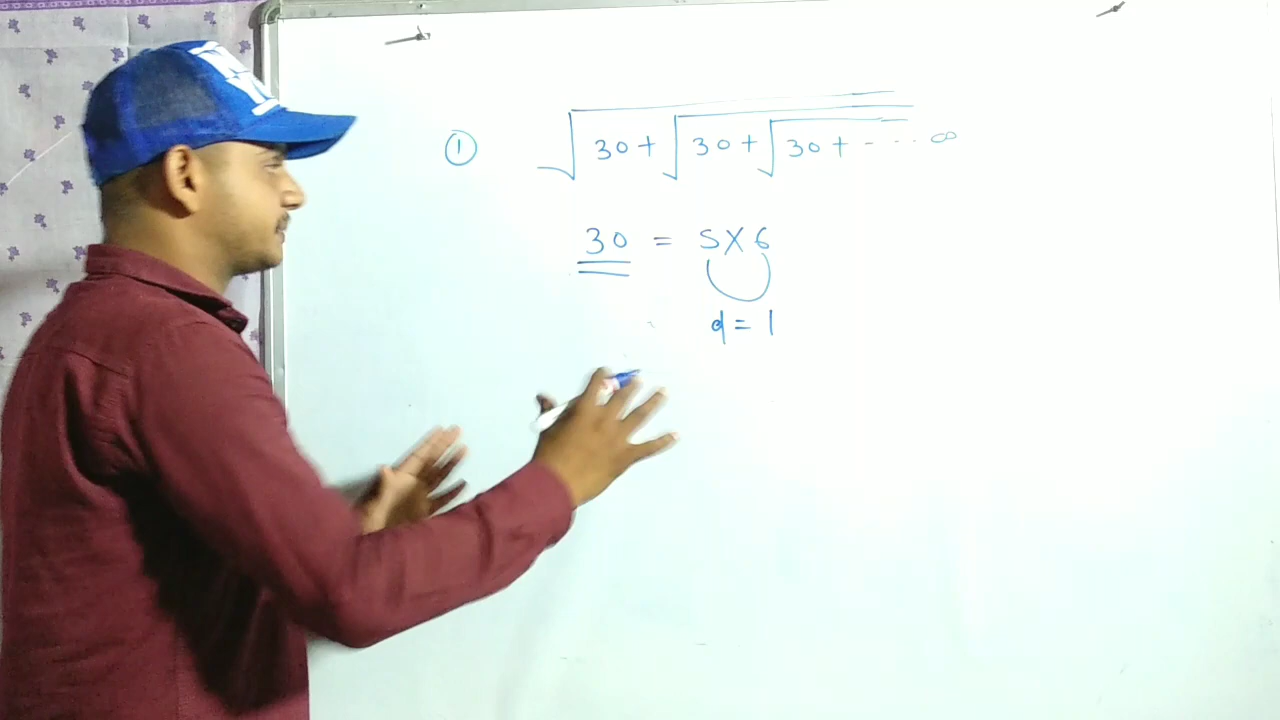 ① √30 + √30 + √30 + - - - ∞
30 = 5 X 6
d = 1